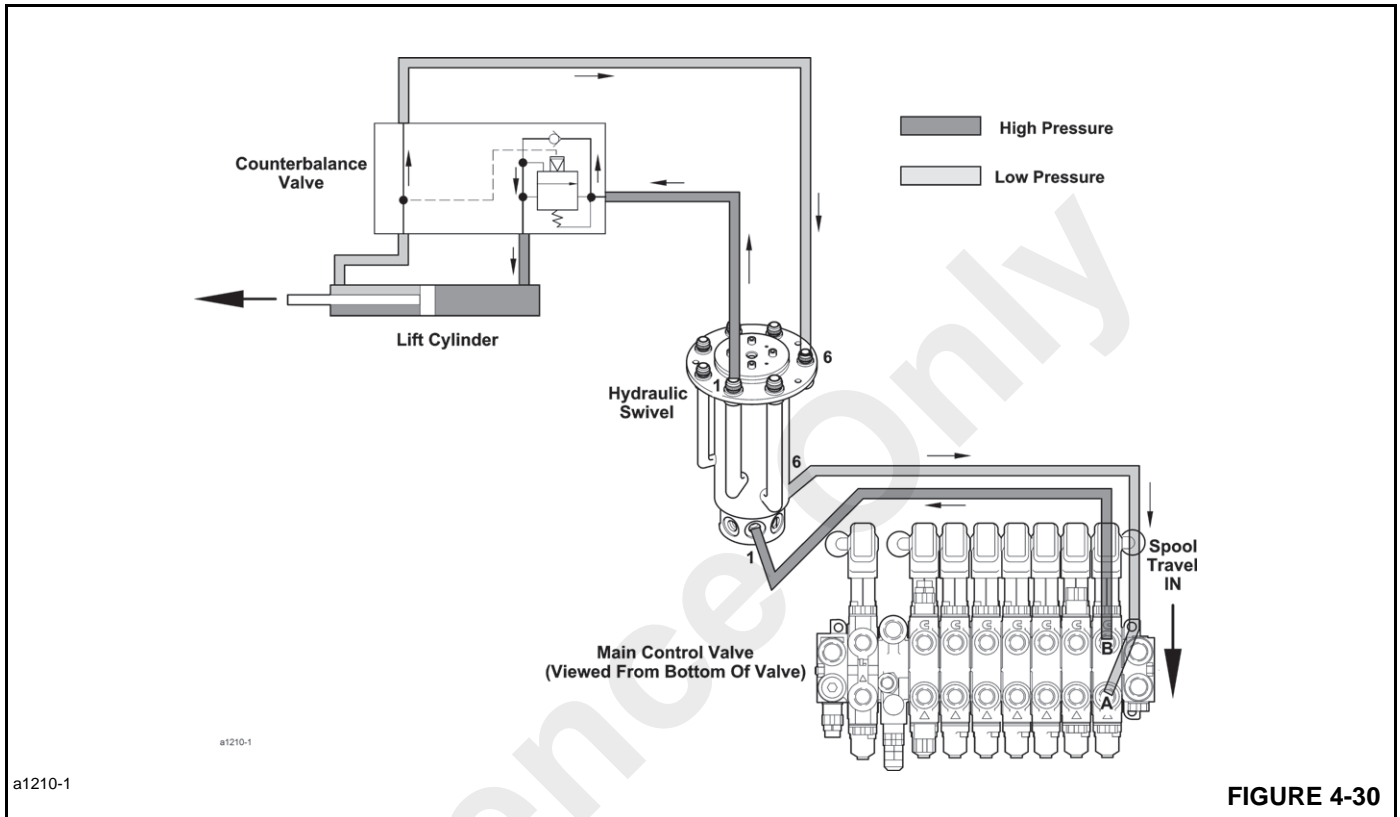 High Pressure
Low Pressure
Counterbalance
Valve
Lift Cylinder
6
1
Hydraulic
Swivel
6
1
Spool
Travel
IN
B
A
Main Control Valve
(Viewed From Bottom Of Valve)
a1210-1
a1210-1
FIGURE 4-30
ence Only